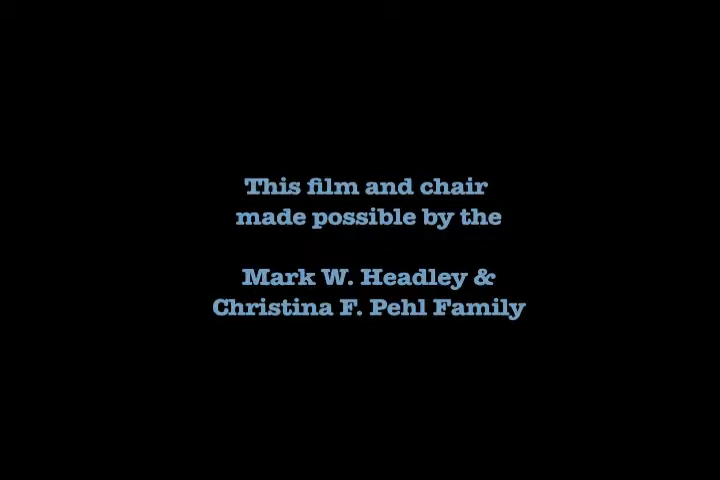 This film and chair
made possible by the
Mark W. Headley &
Christina F. Pehl Family